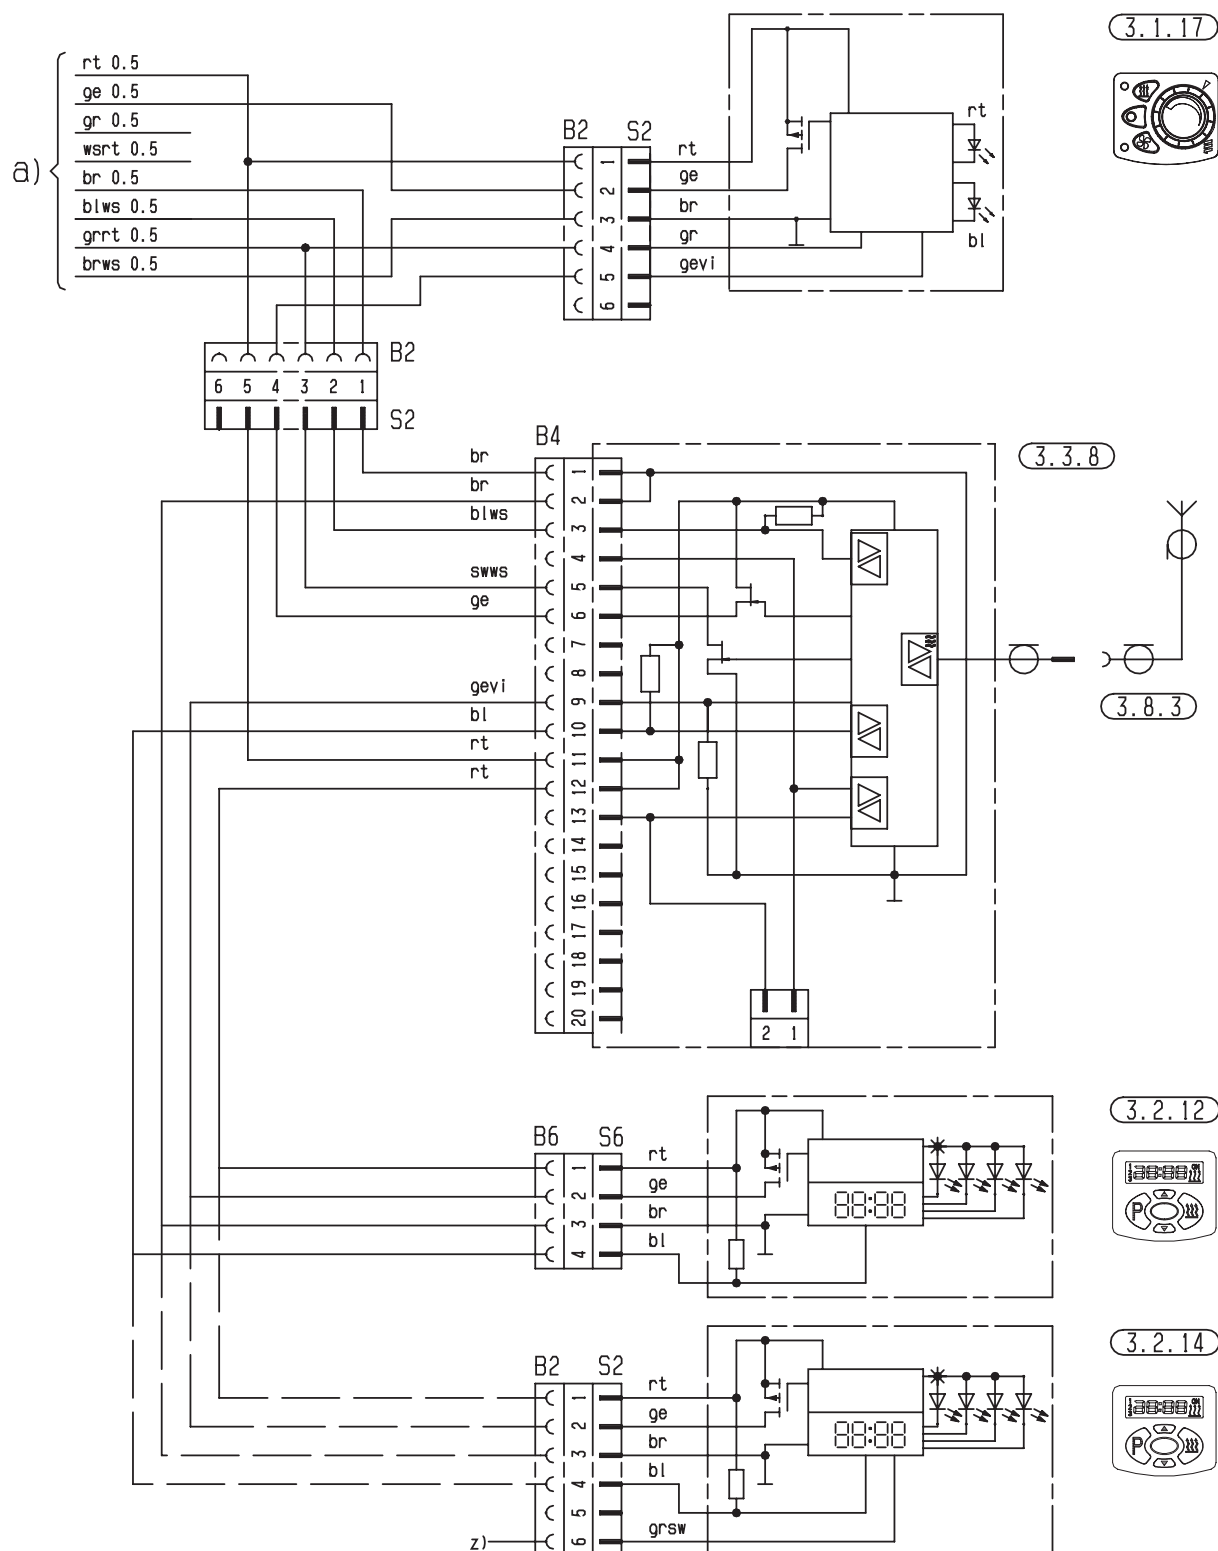 3.1.17
a)
rt 0.5
ge 0.5
gr 0.5
wsrt 0.5
br 0.5
blws 0.5
grrt 0.5
brws 0.5
B2 S2
1 rt
2 ge
3 br
4 gr
5 gevi
6
rt
bl
B2
6 5 4 3 2 1
S2
B4
3.3.8
br 1
br 2
blws 3
4
swws 5
ge 6
7
8
gevi 9
bl 10
rt 11
rt 12
13
14
15
16
17
18
19
20
2 1
3.8.3
3.2.12
B6 S6
1 rt
2 ge
3 br
4 bl
88:88
P
3.2.14
B2 S2
1 rt
2 ge
3 br
4 bl
5
z) 6 grsw
88:88
P